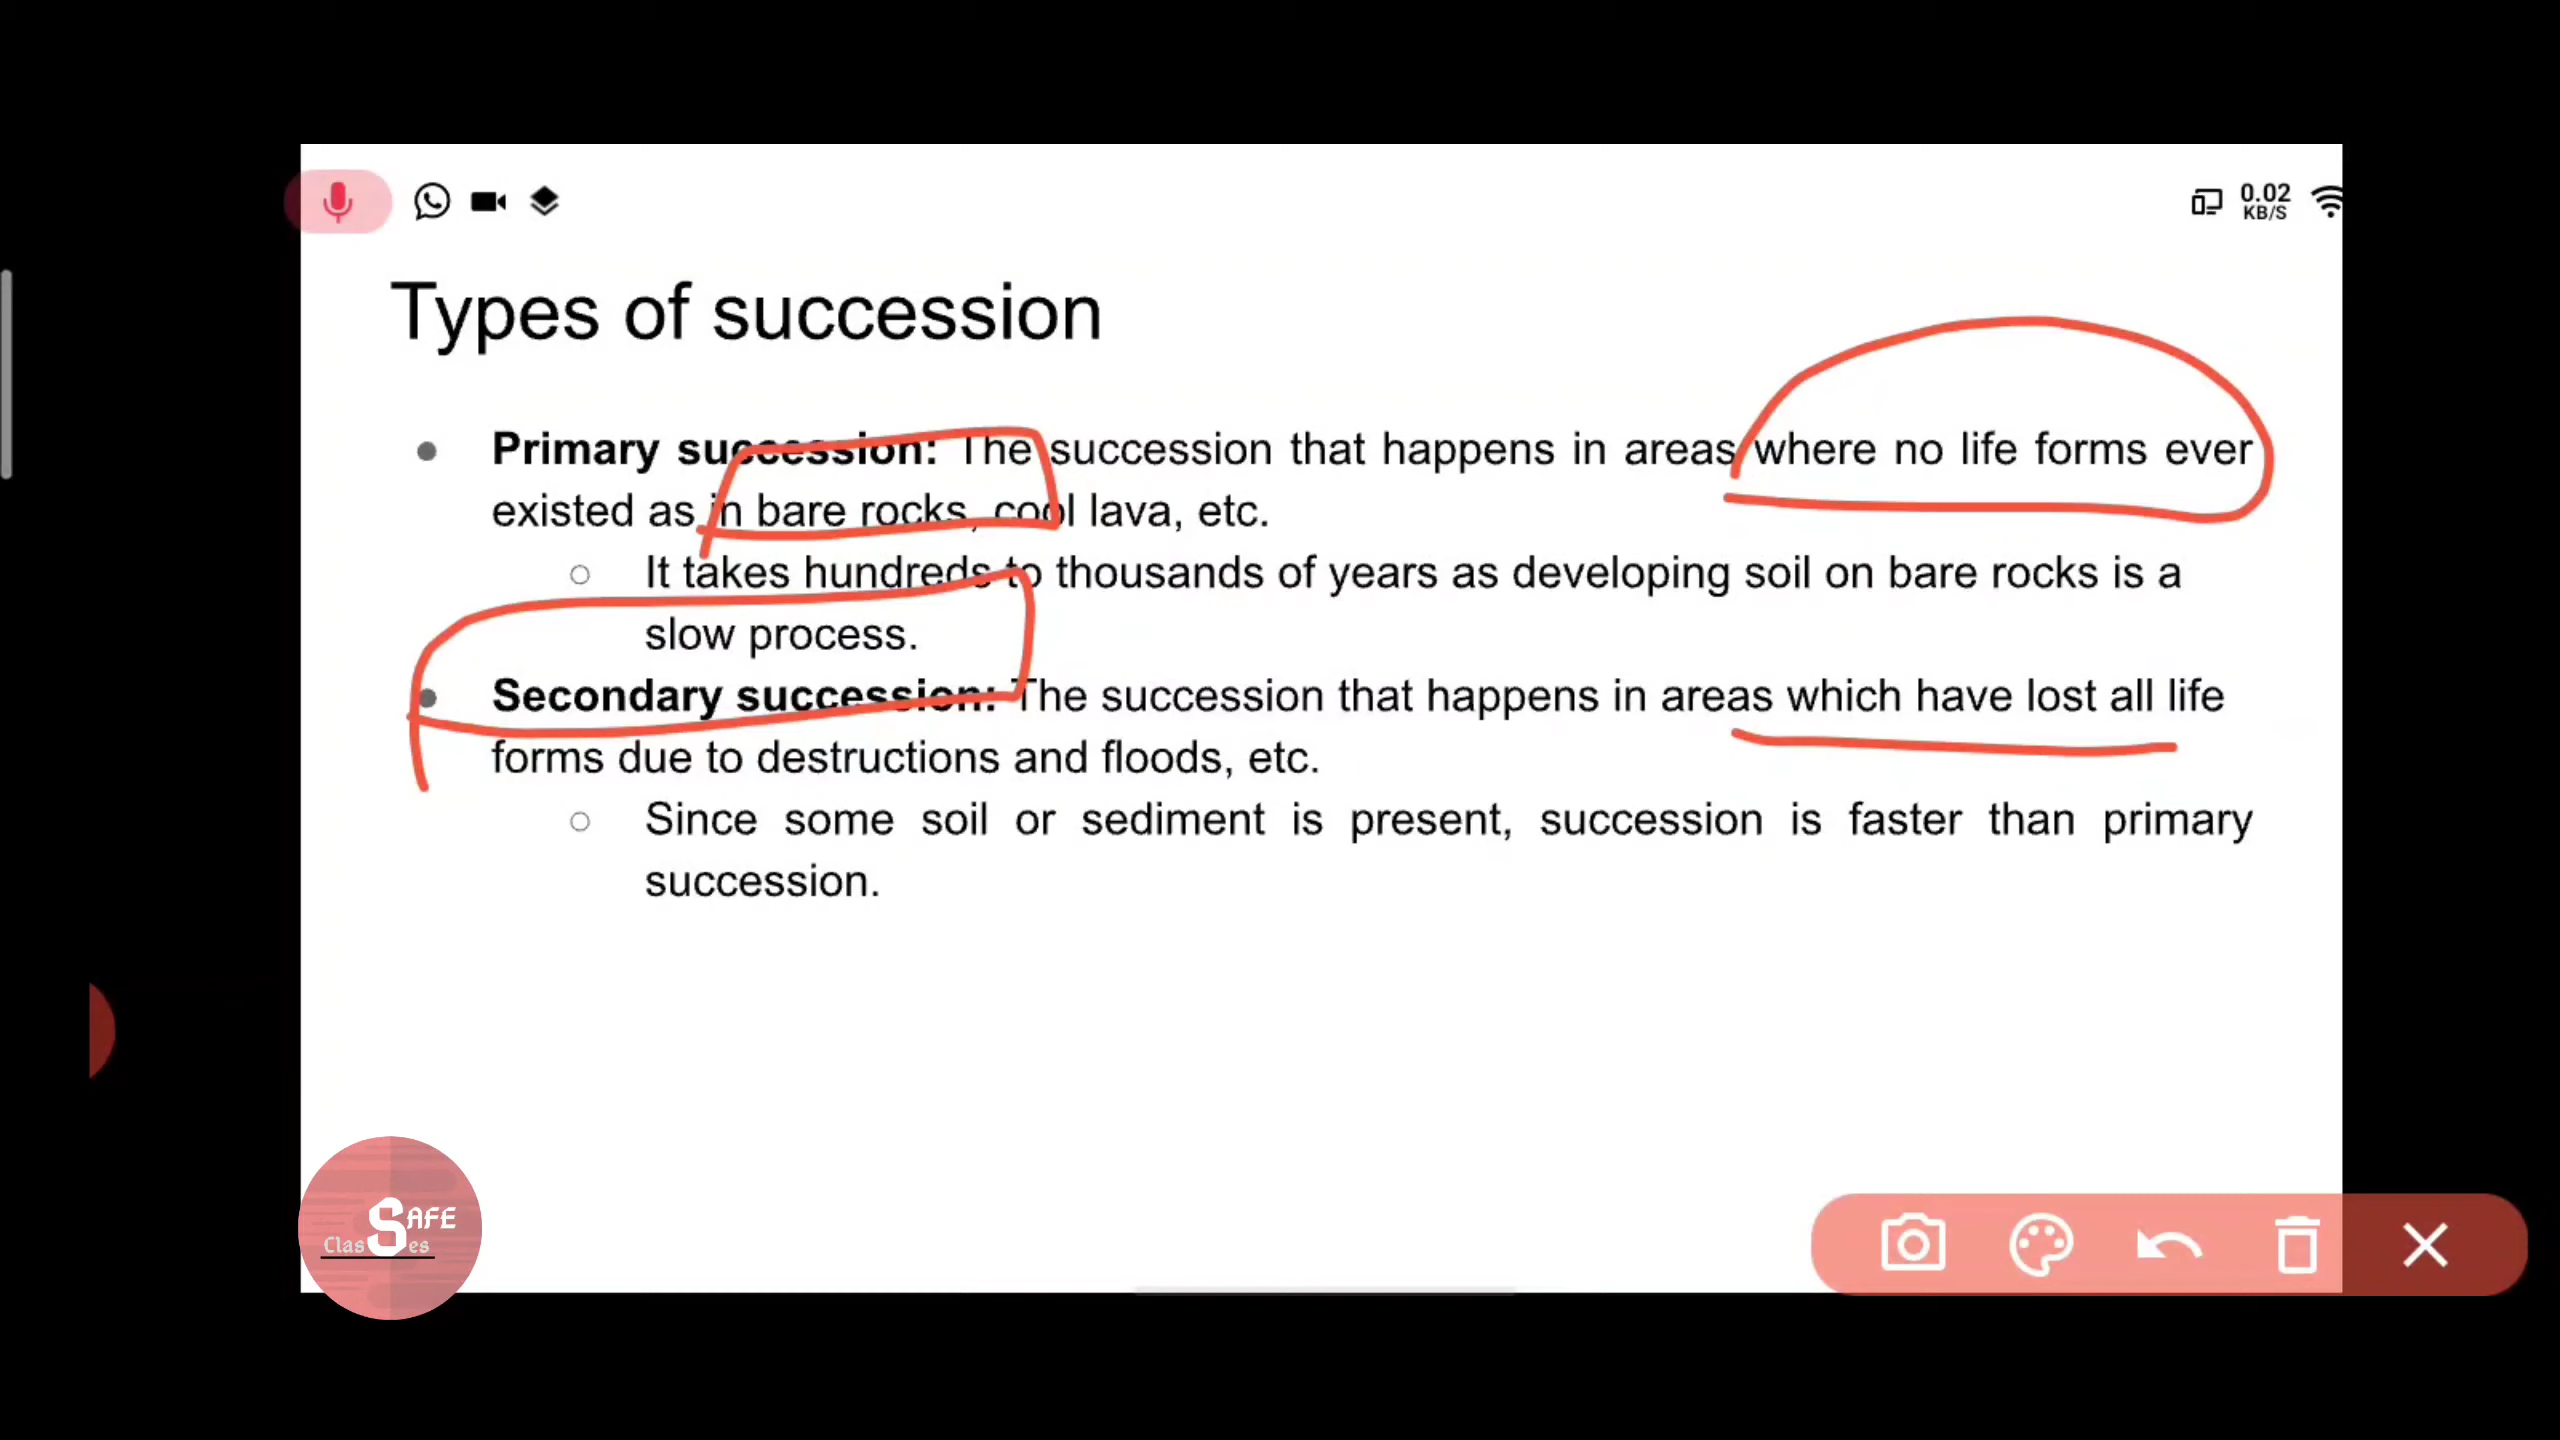 0.02
KB/S
Types of succession
● Primary succession: The succession that happens in areas where no life forms ever
existed as in bare rocks, cool lava, etc.
○ It takes hundreds to thousands of years as developing soil on bare rocks is a
slow process.
● Secondary succession: The succession that happens in areas which have lost all life
forms due to destructions and floods, etc.
○ Since some soil or sediment is present, succession is faster than primary
succession.
SAFE
ClasSes